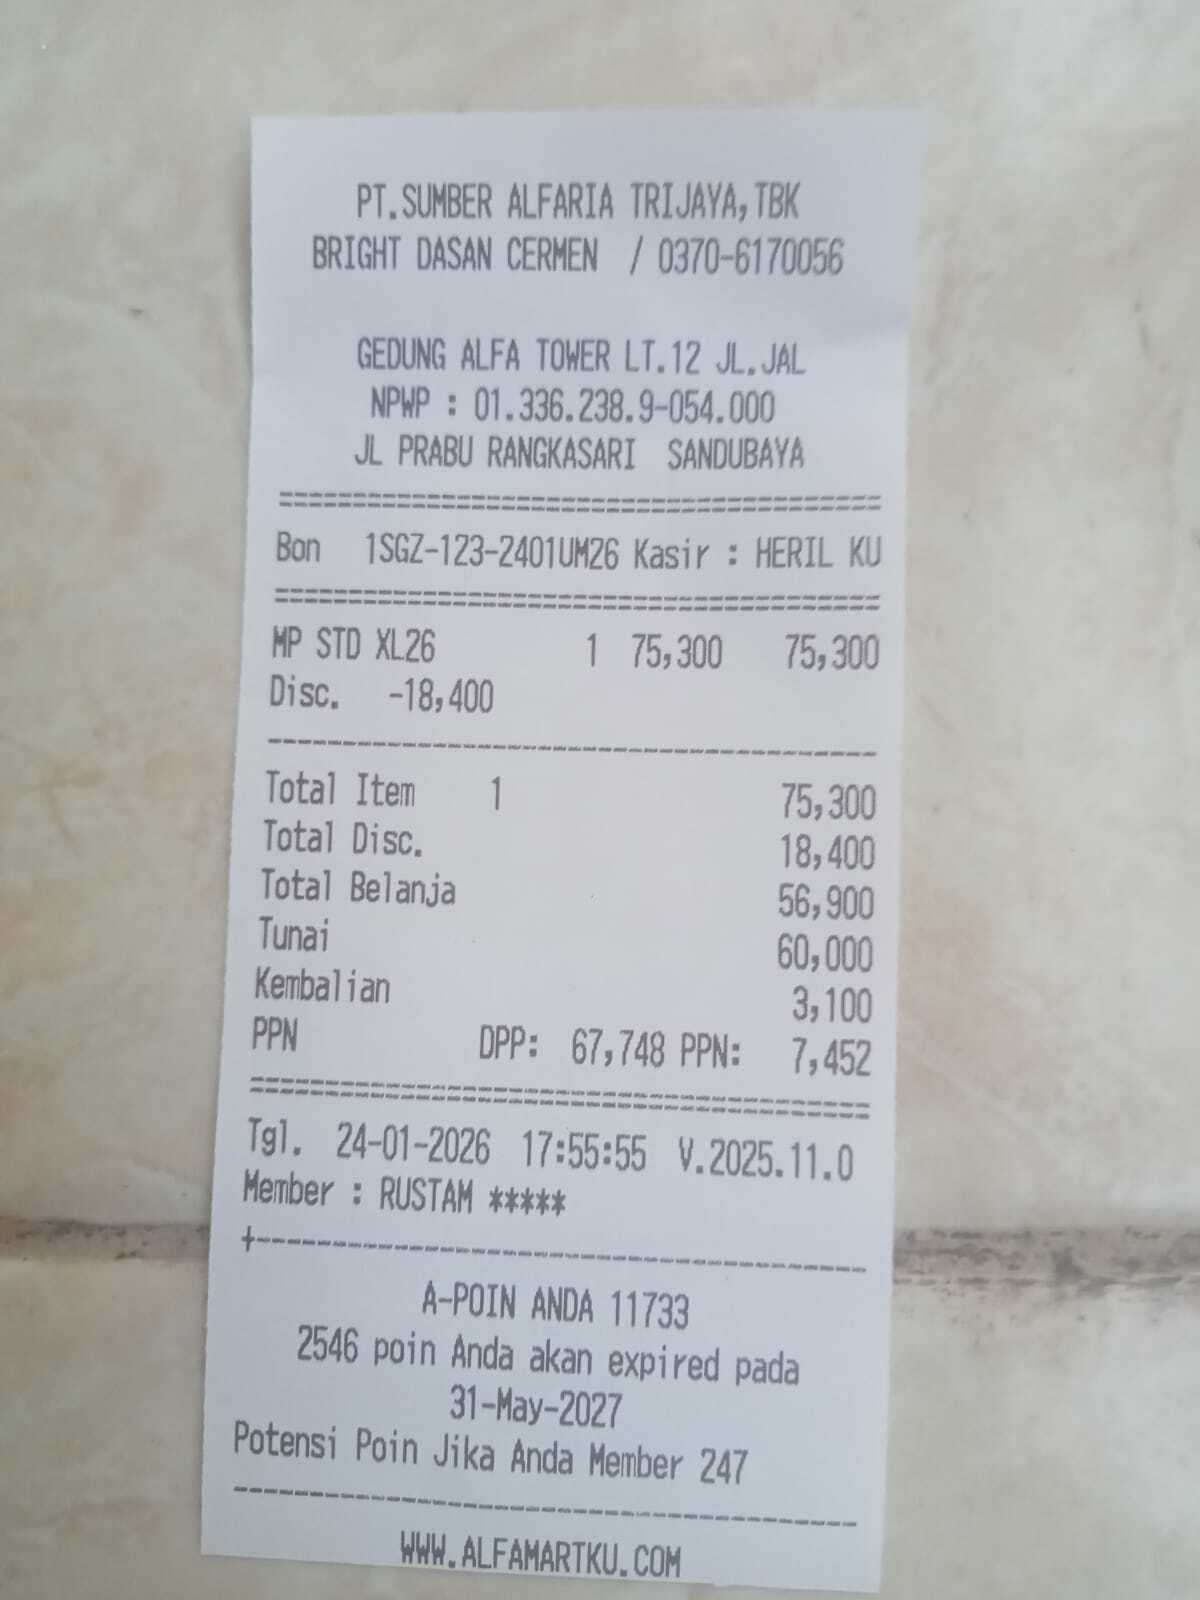 PT.SUMBER ALFARIA TRIJAYA,TBK
BRIGHT DASAN CERMEN / 0370-6170056
GEDUNG ALFA TOWER LT.12 JL.JAL
NPWP : 01.336.238.9-054.000
JL PRABU RANGKASARI SANDUBAYA
Bon 1SGZ-123-2401UM26 Kasir : HERIL KU
MP STD XL26 1 75,300 75,300
Disc. -18,400
Total Item 1 75,300
Total Disc. 18,400
Total Belanja 56,900
Tunai 60,000
Kembalian 3,100
PPN DPP: 67,748 PPN: 7,452
Tgl. 24-01-2026 17:55:55 V.2025.11.0
Member : RUSTAM *****
A-POIN ANDA 11733
2546 poin Anda akan expired pada
31-May-2027
Potensi Poin Jika Anda Member 247
WWW.ALFAMARTKU.COM